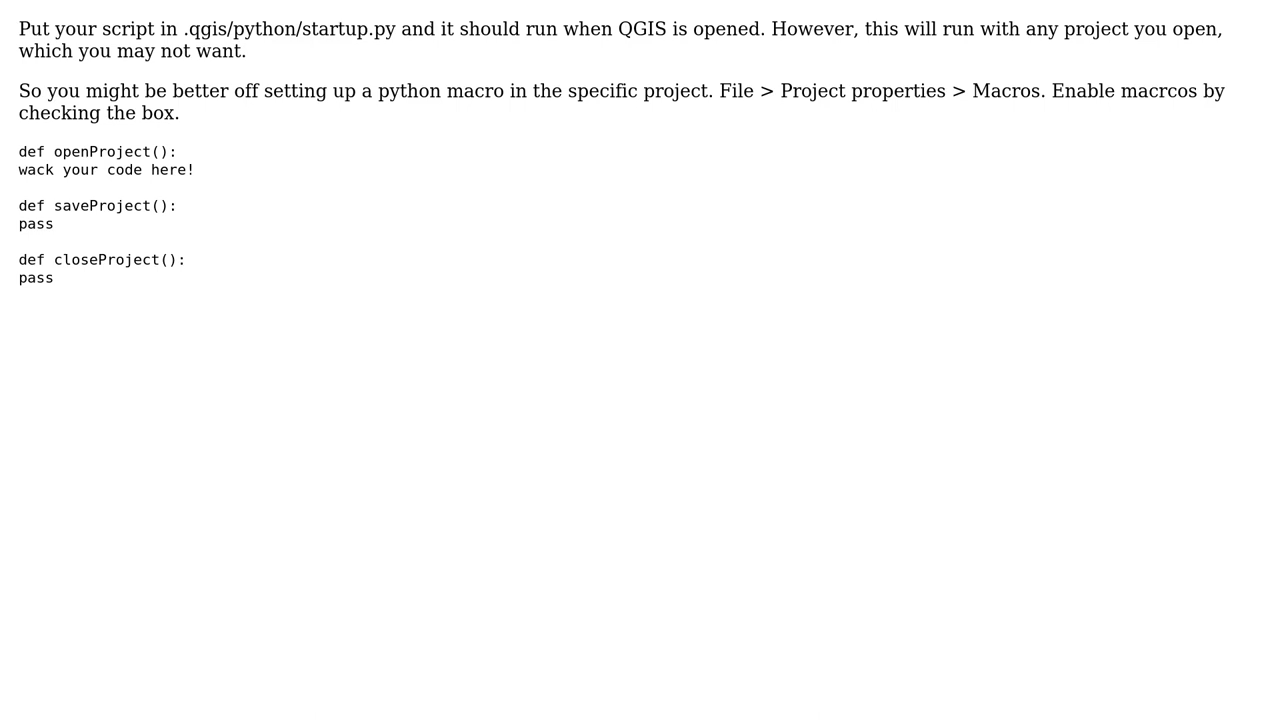 Put your script in .qgis/python/startup.py and it should run when QGIS is opened. However, this will run with any project you open,
which you may not want.
So you might be better off setting up a python macro in the specific project. File > Project properties > Macros. Enable macrcos by
checking the box.
def openProject():
wack your code here!
def saveProject():
pass
def closeProject():
pass